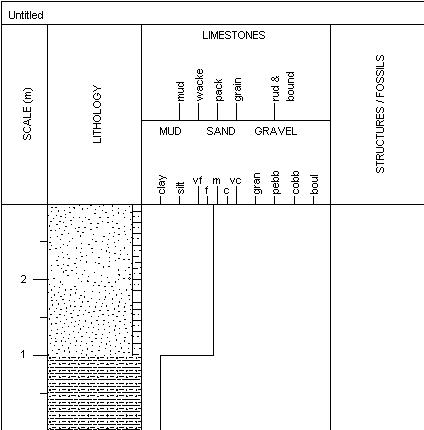 Untitled
SCALE (m)
LITHOLOGY
LIMESTONES
mud
wacke
pack
grain
rud &
bound
STRUCTURES / FOSSILS
MUD SAND GRAVEL
clay
silt
vf
f
m
c
vc
gran
pebb
cobb
boul
2
1